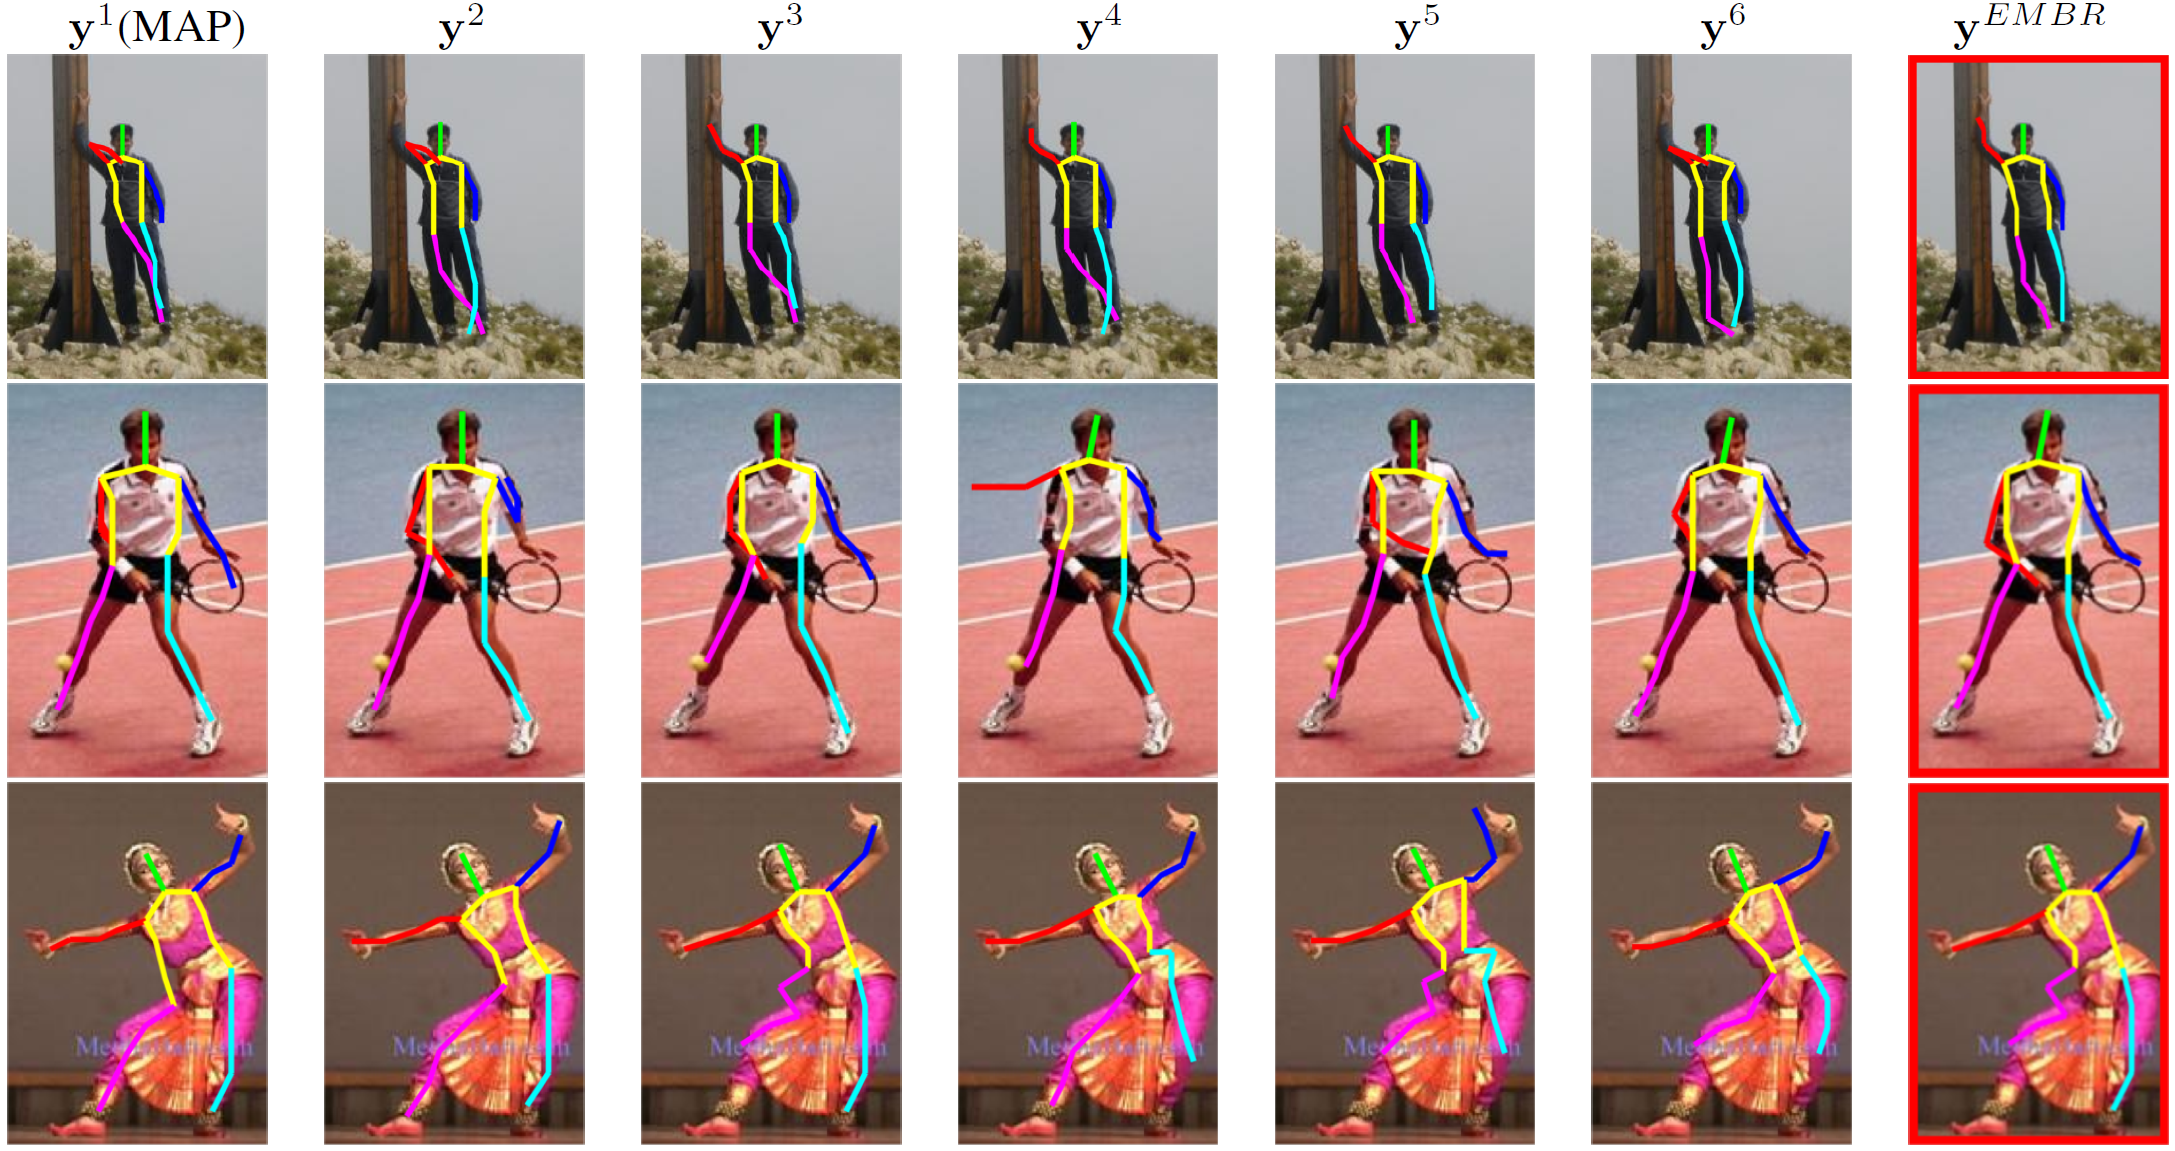 y¹(MAP) y² y³ y⁴ y⁵ y⁶ y^EMBR